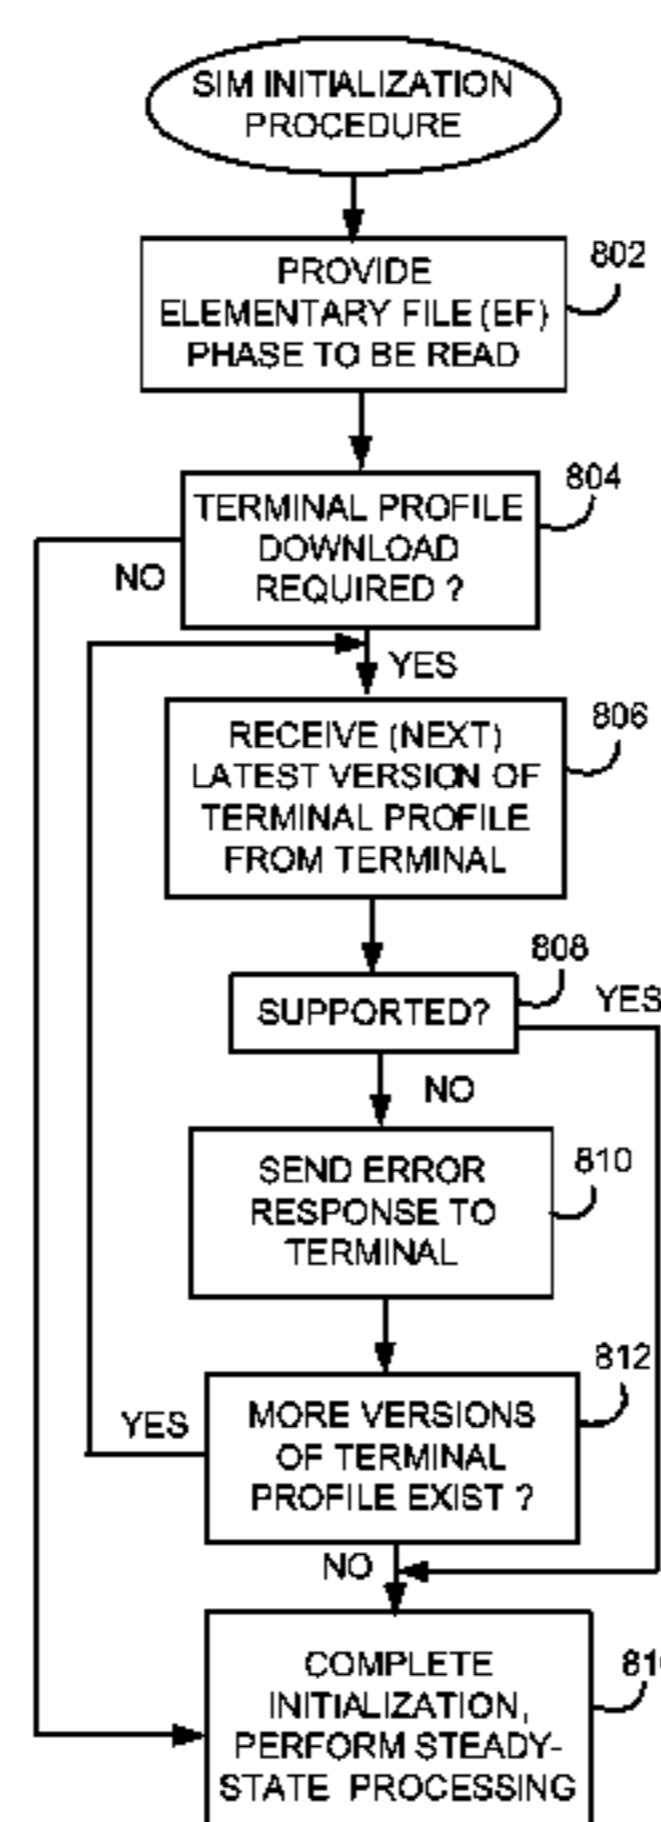 SIM INITIALIZATION
PROCEDURE
802
PROVIDE
ELEMENTARY FILE (EF)
PHASE TO BE READ
804
TERMINAL PROFILE
DOWNLOAD
REQUIRED ?
NO
YES
806
RECEIVE (NEXT)
LATEST VERSION OF
TERMINAL PROFILE
FROM TERMINAL
808
SUPPORTED?
YES
NO
810
SEND ERROR
RESPONSE TO
TERMINAL
812
MORE VERSIONS
OF TERMINAL
PROFILE EXIST ?
YES
NO
COMPLETE
INITIALIZATION,
PERFORM STEADY-
STATE PROCESSING